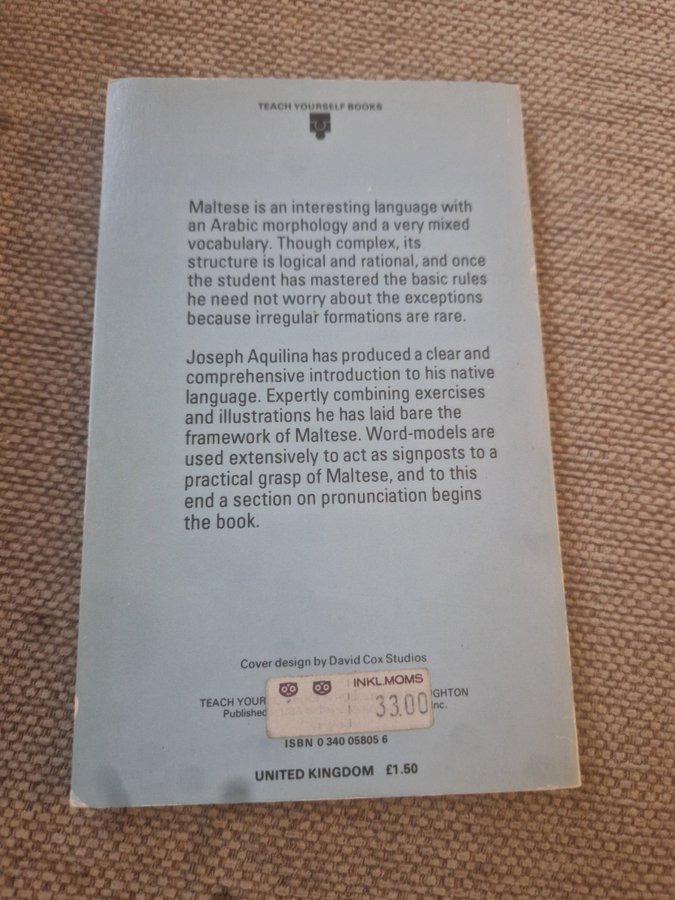 TEACH YOURSELF BOOKS
Maltese is an interesting language with
an Arabic morphology and a very mixed
vocabulary. Though complex, its
structure is logical and rational, and once
the student has mastered the basic rules
he need not worry about the exceptions
because irregular formations are rare.
Joseph Aquilina has produced a clear and
comprehensive introduction to his native
language. Expertly combining exercises
and illustrations he has laid bare the
framework of Maltese. Word-models are
used extensively to act as signposts to a
practical grasp of Maltese, and to this
end a section on pronunciation begins
the book.
Cover design by David Cox Studios
INKL.MOMS
TEACH YOUR
IGHTON
33.00
Published
Inc.
ISBN 0 340 05805 6
UNITED KINGDOM £1.50